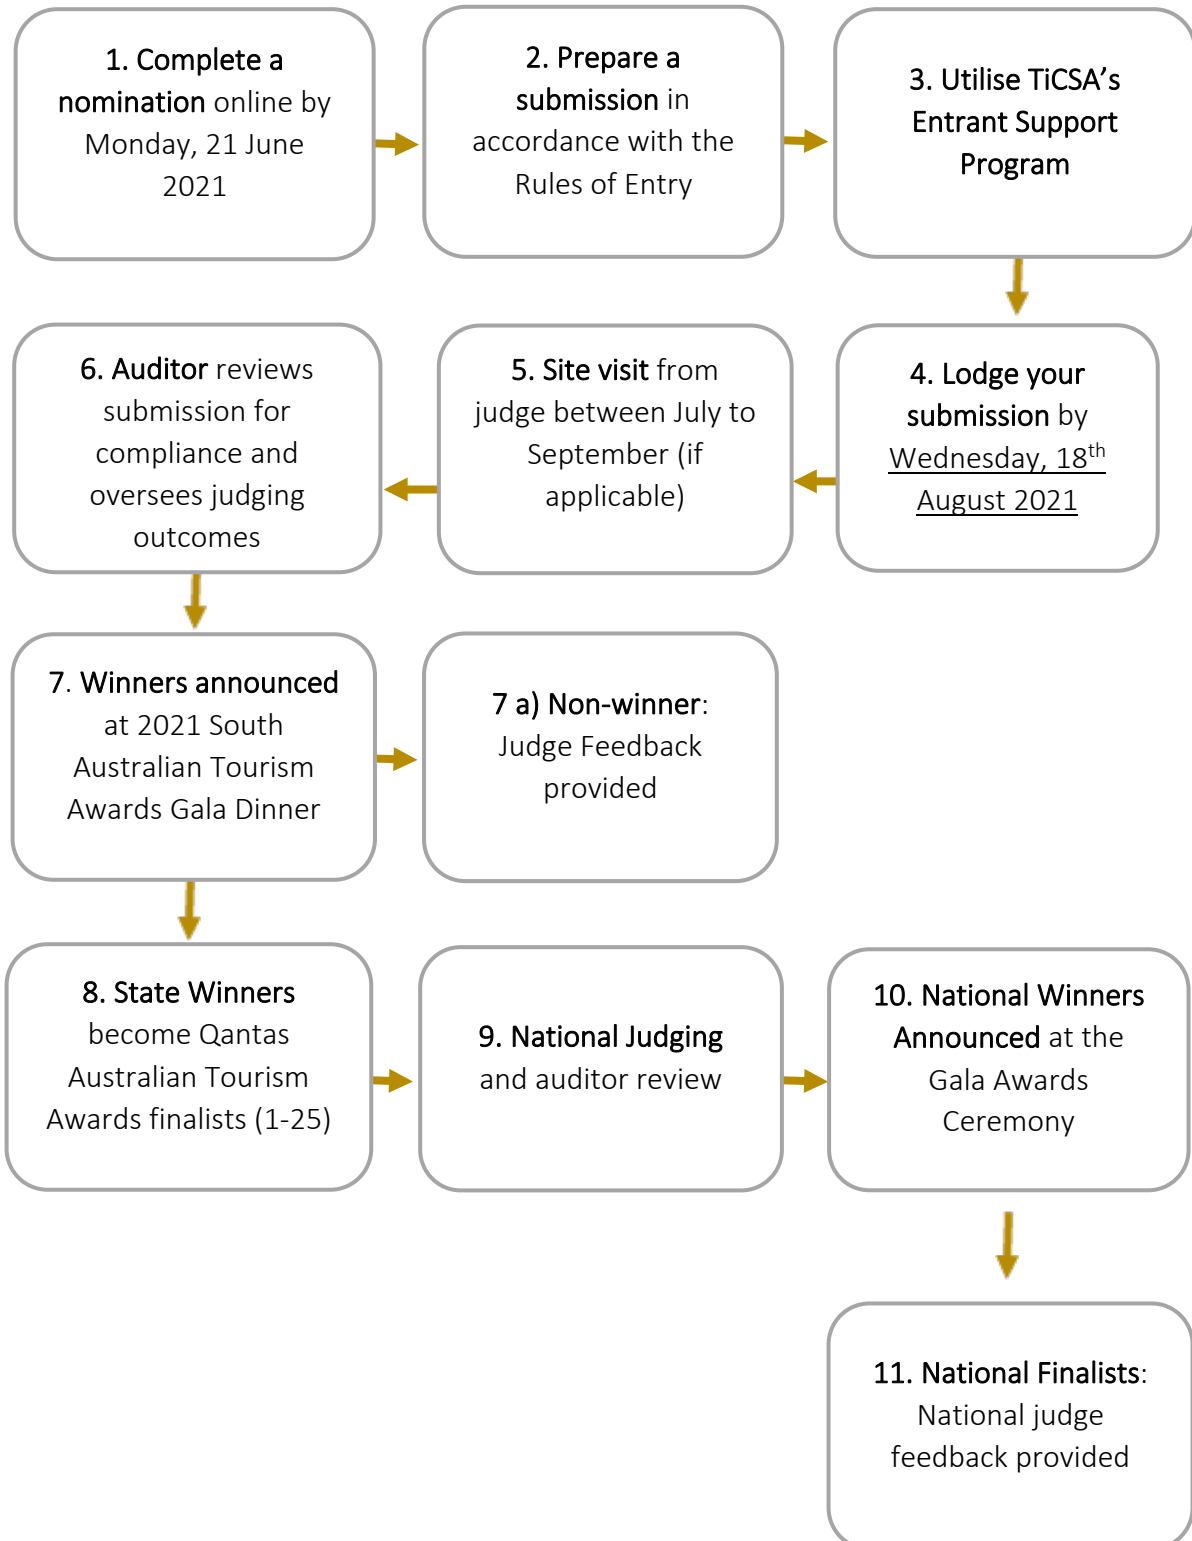 1. Complete a
nomination online by
Monday, 21 June
2021
2. Prepare a
submission in
accordance with the
Rules of Entry
3. Utilise TiCSA’s
Entrant Support
Program
4. Lodge your
submission by
Wednesday, 18th
August 2021
5. Site visit from
judge between July to
September (if
applicable)
6. Auditor reviews
submission for
compliance and
oversees judging
outcomes
7. Winners announced
at 2021 South
Australian Tourism
Awards Gala Dinner
7 a) Non-winner:
Judge Feedback
provided
8. State Winners
become Qantas
Australian Tourism
Awards finalists (1-25)
9. National Judging
and auditor review
10. National Winners
Announced at the
Gala Awards
Ceremony
11. National Finalists:
National judge
feedback provided